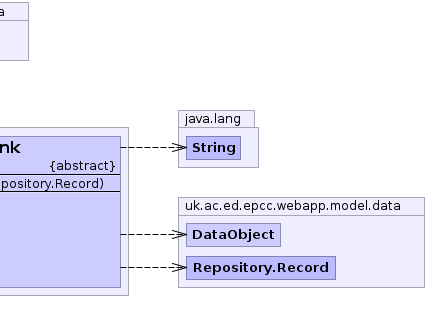 a
java.lang
nk
String
{abstract}
pository.Record)
uk.ac.ed.epcc.webapp.model.data
DataObject
Repository.Record